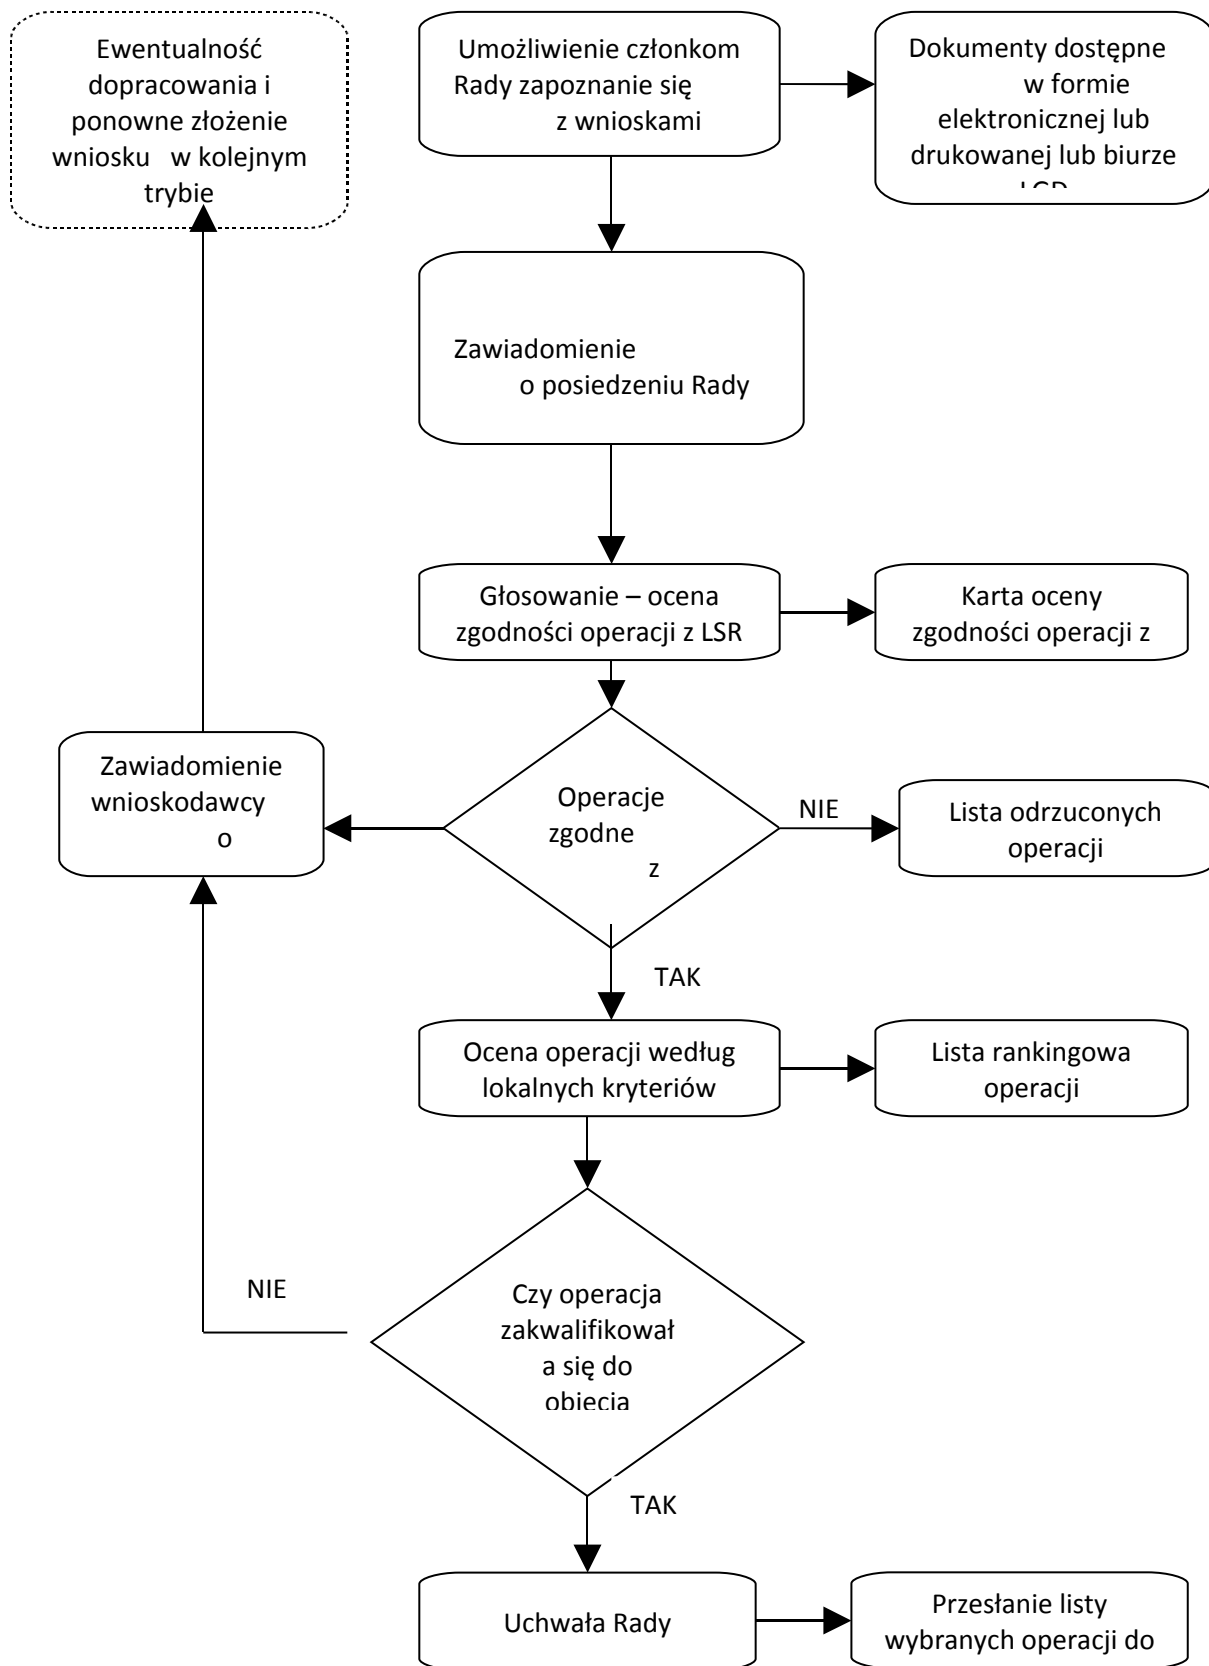 Ewentualność
dopracowania i
ponowne złożenie
wniosku w kolejnym
trybie
Umożliwienie członkom
Rady zapoznanie się
z wnioskami
Dokumenty dostępne
w formie
elektronicznej lub
drukowanej lub biurze
LGD
Zawiadomienie
o posiedzeniu Rady
Głosowanie – ocena
zgodności operacji z LSR
Karta oceny
zgodności operacji z
Zawiadomienie
wnioskodawcy
o
Operacje
zgodne
z
NIE
Lista odrzuconych
operacji
TAK
Ocena operacji według
lokalnych kryteriów
Lista rankingowa
operacji
NIE
Czy operacja
zakwalifikował
a się do
objęcia
TAK
Uchwała Rady
Przesłanie listy
wybranych operacji do